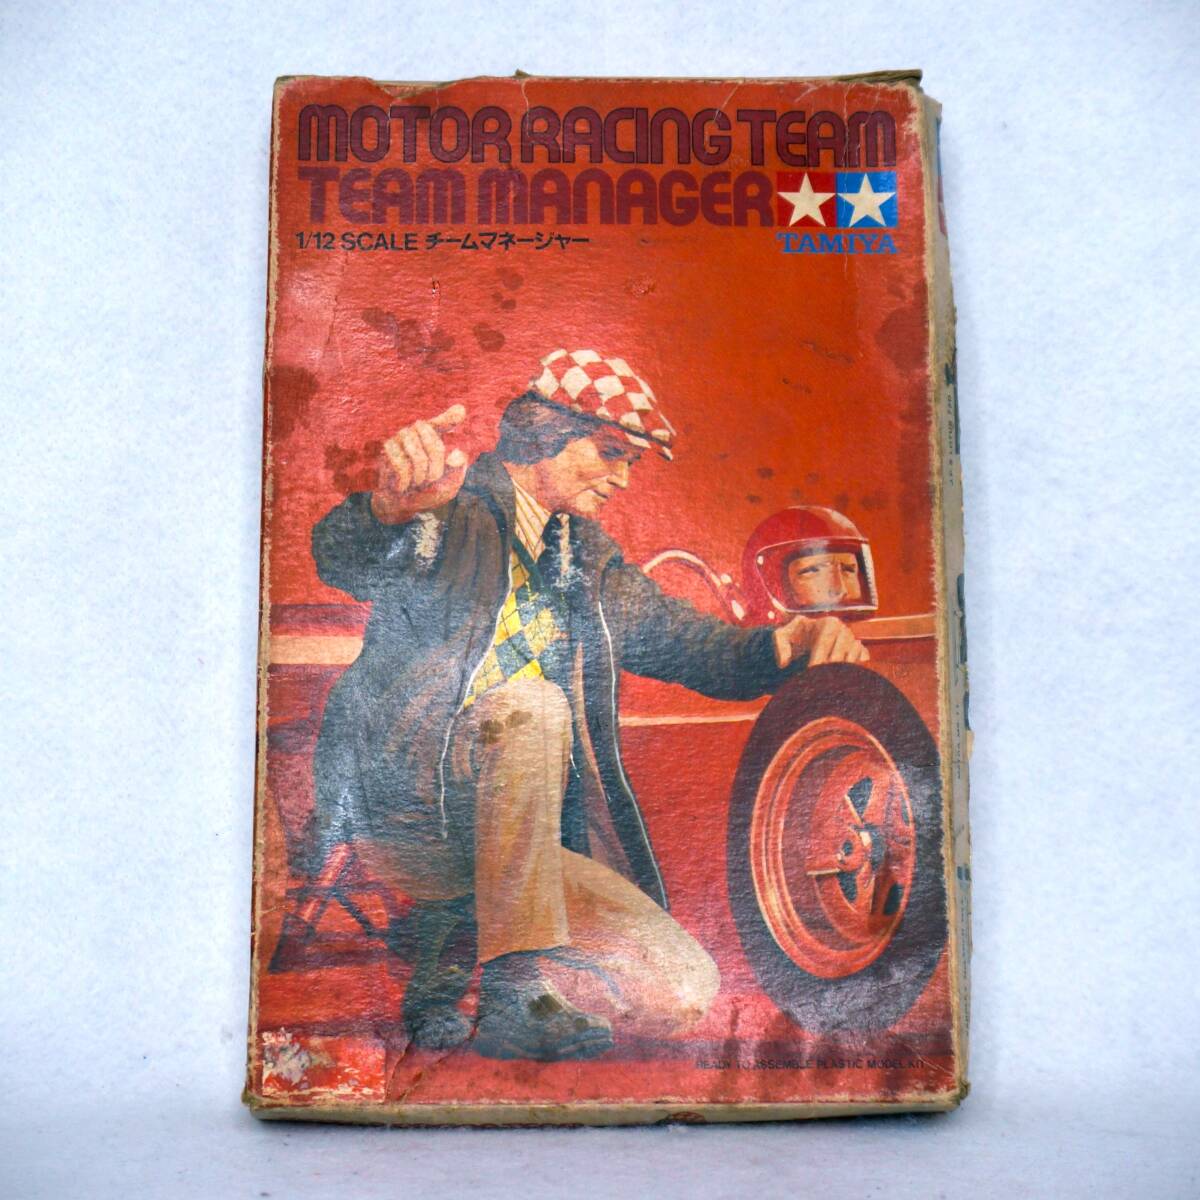 MOTOR RACING TEAM
TEAM MANAGER
TAMIYA
1/12 SCALE チームマネージャー
READY TO ASSEMBLE PLASTIC MODEL KIT